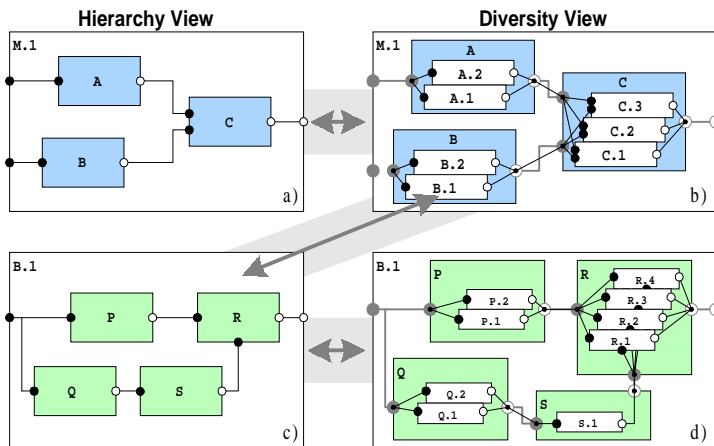 Hierarchy View
Diversity View
M.1
A
B
C
a)
M.1
A
A.2
A.1
B
B.2
B.1
C
C.3
C.2
C.1
b)
B.1
P
R
Q
S
c)
B.1
P
P.2
P.1
R
R.4
R.3
R.2
R.1
Q
Q.2
Q.1
S
S.1
d)